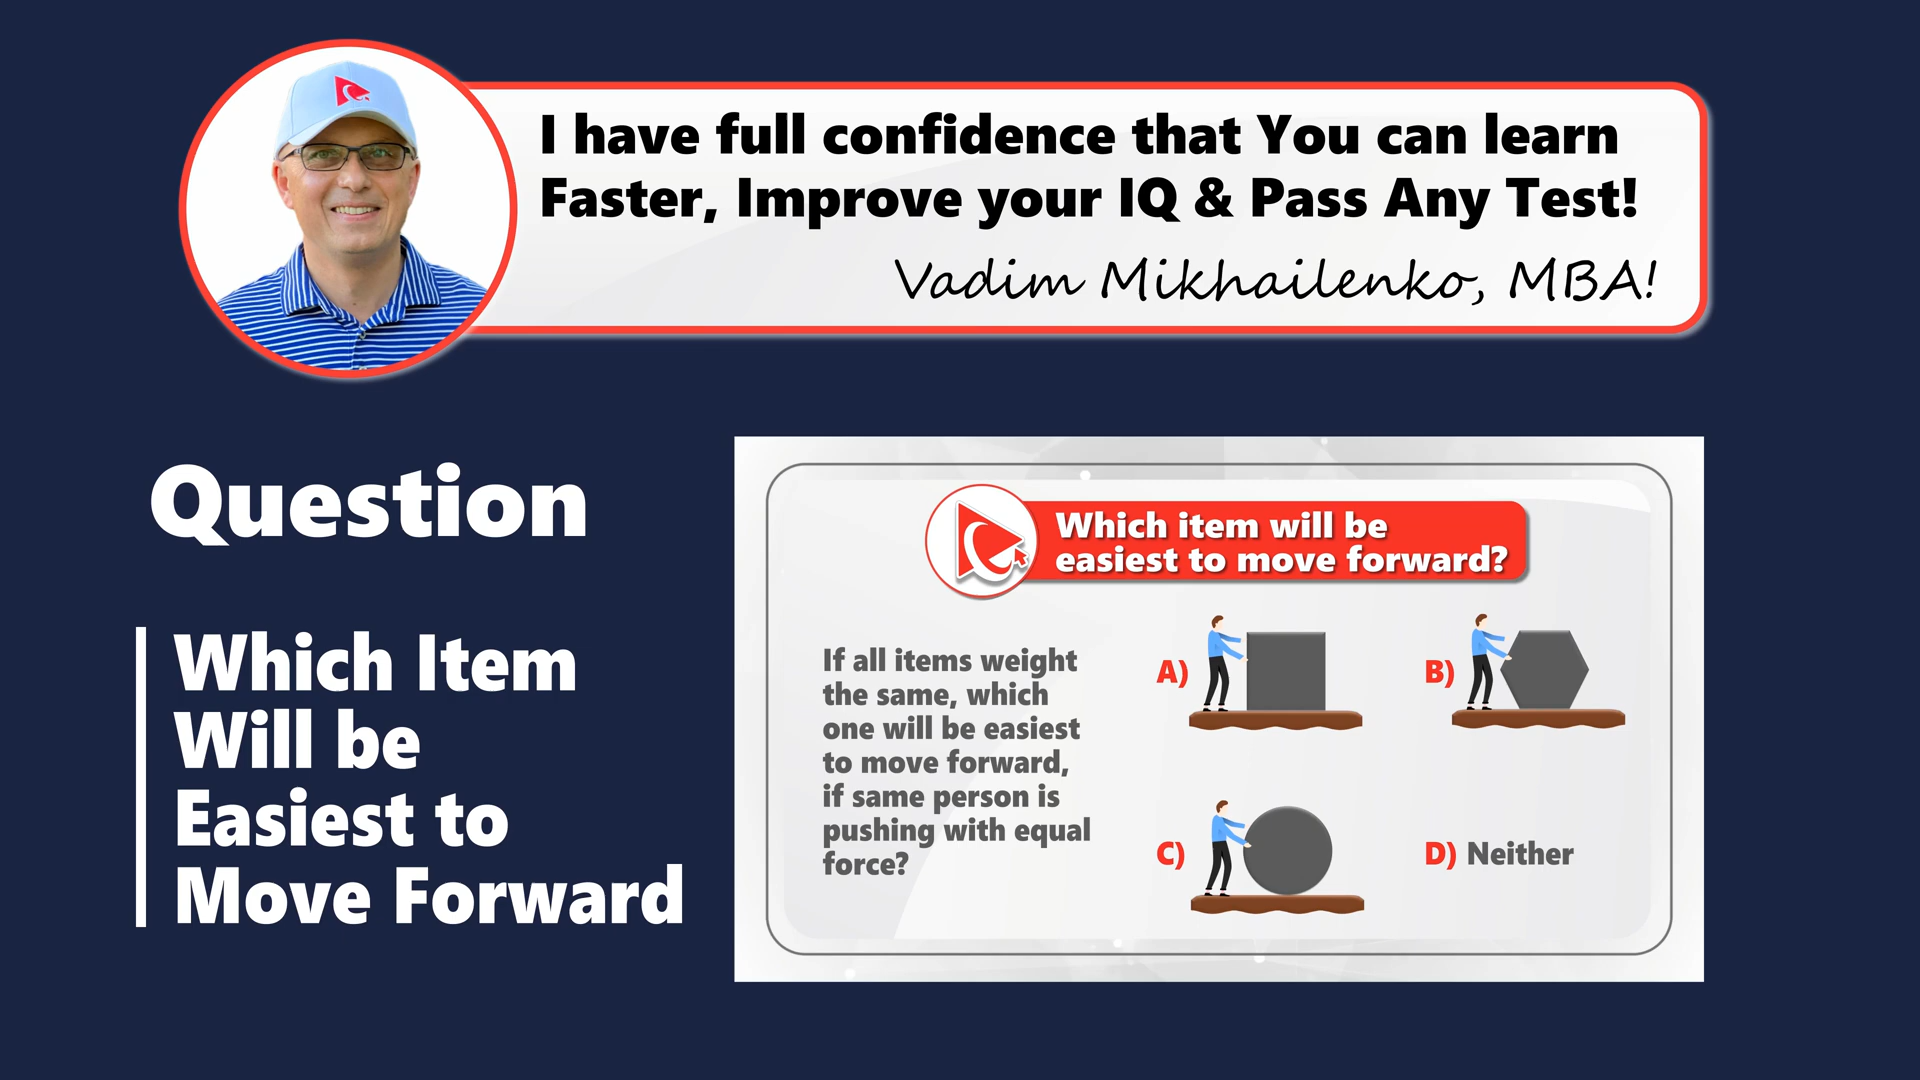 I have full confidence that You can learn
Faster, Improve your IQ & Pass Any Test!
Vadim Mikhailenko, MBA!
Question
Which Item
Will be
Easiest to
Move Forward
Which item will be
easiest to move forward?
If all items weight
the same, which
one will be easiest
to move forward,
if same person is
pushing with equal
force?
A)
B)
C)
D) Neither